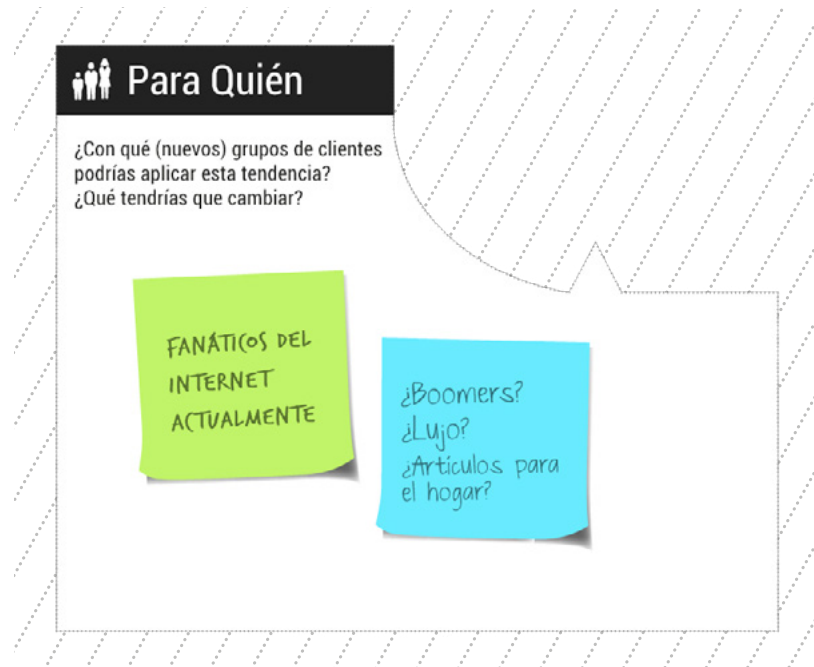 Para Quién
¿Con qué (nuevos) grupos de clientes
podrías aplicar esta tendencia?
¿Qué tendrías que cambiar?
FANÁTICOS DEL
INTERNET
ACTUALMENTE
¿Boomers?
¿Lujo?
¿Artículos para
el hogar?